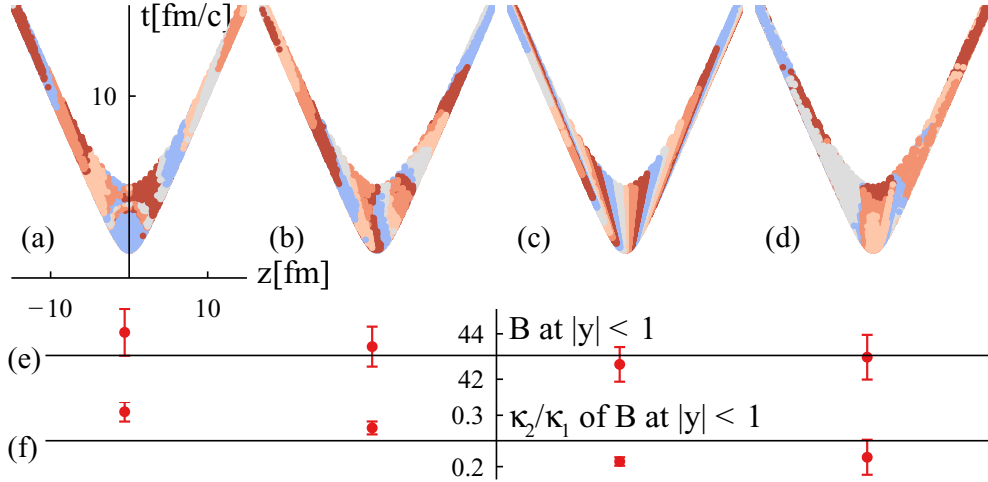 t[fm/c]
10
(a)
(b)
(c)
(d)
z[fm]
−10
10
44
B at |y| < 1
(e)
42
0.3
κ₂/κ₁ of B at |y| < 1
(f)
0.2